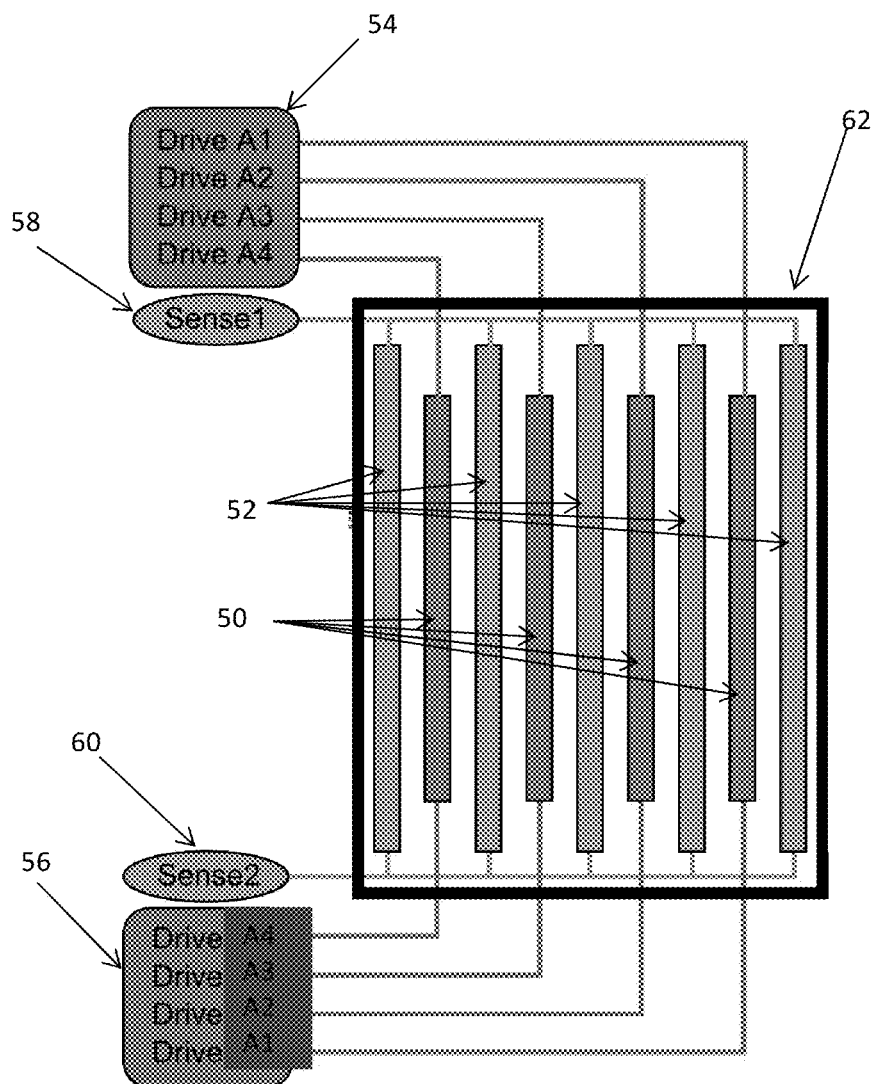 54
Drive A1
62
Drive A2
58
Drive A3
Drive A4
Sense1
52
50
60
56
Sense2
Drive A4
Drive A3
Drive A2
Drive A1